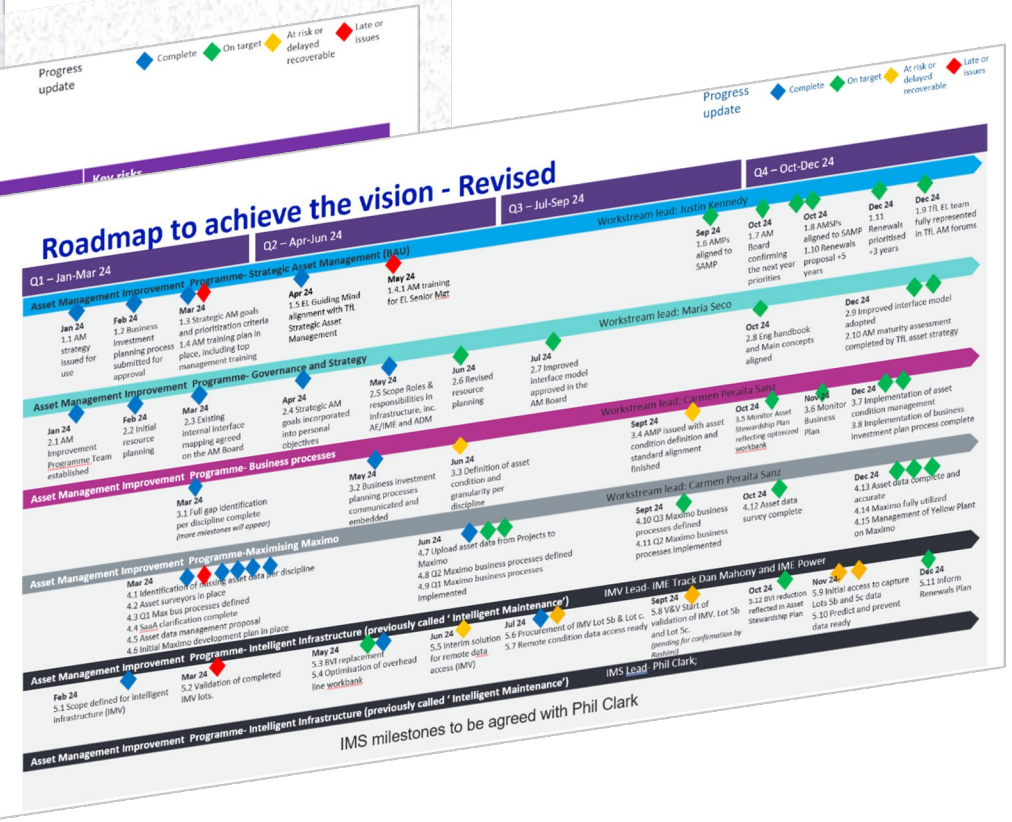 Progress
update
Complete
On target
At risk or
delayed
recoverable
Late or
issues
Key risks
Progress
update
Complete
On target
At risk or
delayed
recoverable
Late or
issues
Roadmap to achieve the vision - Revised
Q1 – Jan-Mar 24
Q2 – Apr-Jun 24
Q3 – Jul-Sep 24
Q4 – Oct-Dec 24
Asset Management Improvement Programme- Strategic Asset Management (BAU)
Workstream lead: Justin Kennedy
Jan 24
1.1 AM
strategy
issued for
use
Feb 24
1.2 Business
investment
planning process
submitted for
approval
Mar 24
1.3 Strategic AM goals
and prioritization criteria
1.4 AM training plan in
place, including top
management training
Apr 24
1.5 EL Guiding Mind
alignment with TfL
Strategic Asset
Management
May 24
1.4.1 AM training
for EL Senior Mgt
Sep 24
1.6 AMPs
aligned to
SAMP
Oct 24
1.7 AM
Board
confirming
the next year
priorities
Oct 24
1.8 AMSPs
aligned to SAMP
1.10 Renewals
proposal +5
years
Dec 24
1.11
Renewals
prioritised
+3 years
Dec 24
1.9 TfL EL team
fully represented
in TfL AM forums
Asset Management Improvement Programme- Governance and Strategy
Workstream lead: Maria Seco
Jan 24
2.1 AM
Improvement
Programme Team
established
Feb 24
2.2 Initial
resource
planning
Mar 24
2.3 Existing
internal interface
mapping agreed
on the AM Board
Apr 24
2.4 Strategic AM
goals incorporated
into personal
objectives
May 24
2.5 Scope Roles &
responsibilities in
Infrastructure, inc.
AE/IME and ADM
Jun 24
2.6 Revised
resource
planning
Jul 24
2.7 Improved
interface model
approved in the
AM Board
Oct 24
2.8 Eng handbook
and Main concepts
aligned
Dec 24
2.9 Improved interface model
adopted
2.10 AM maturity assessment
completed by TfL asset strategy
Asset Management Improvement Programme- Business processes
Workstream lead: Carmen Peraita Sanz
Mar 24
3.1 Full gap identification
per discipline complete
(more milestones will appear)
May 24
3.2 Business investment
planning processes
communicated and
embedded
Jun 24
3.3 Definition of asset
condition and
granularity per
discipline
Sept 24
3.4 AMP issued with asset
condition definition and
standard alignment
finished
Oct 24
3.5 Monitor Asset
Stewardship Plan
reflecting optimized
workbank
Nov 24
3.6 Monitor
Business
Plan
Dec 24
3.7 Implementation of asset
condition management
3.8 Implementation of business
investment plan process complete
Asset Management Improvement Programme-Maximising Maximo
Workstream lead: Carmen Peraita Sanz
Mar 24
4.1 Identification of missing asset data per discipline
4.2 Asset surveyors in place
4.3 Q1 Max bus processes defined
4.4 SaaS clarification complete
4.5 Asset data management proposal
4.6 Initial Maximo development plan in place
Jun 24
4.7 Upload asset data from Projects to
Maximo
4.8 Q2 Maximo business processes defined
4.9 Q1 Maximo business processes
Implemented
Sept 24
4.10 Q3 Maximo business
processes defined
4.11 Q2 Maximo business
processes implemented
Oct 24
4.12 Asset data
survey complete
Dec 24
4.13 Asset data complete and
accurate
4.14 Maximo fully utilized
4.15 Management of Yellow Plant
on Maximo
Asset Management Improvement Programme- Intelligent Infrastructure (previously called ‘ Intelligent Maintenance’)
IMV Lead- IME Track Dan Mahony and IME Power
Feb 24
5.1 Scope defined for Intelligent
infrastructure (IMV)
Mar 24
5.2 Validation of completed
IMV lots.
May 24
5.3 BVI replacement
5.4 Optimisation of overhead
line workbank
Jun 24
5.5 Interim solution
for remote data
access (IMV)
Jul 24
5.6 Procurement of IMV Lot 5b & Lot c.
5.7 Remote condition data access ready
Sept 24
5.8 V&V Start of
validation of IMV. Lot 5b
and Lot 5c.
(pending for confirmation by
Rashini)
Oct 24
5.12 BVI reduction
reflected in Asset
Stewardship Plan
Nov 24
5.9 Initial access to capture
Lots 5b and 5c data
5.10 Predict and prevent
data ready
Dec 24
5.11 Inform
Renewals Plan
Asset Management Improvement Programme- Intelligent Infrastructure (previously called ‘ Intelligent Maintenance’)
IMS Lead- Phil Clark;
IMS milestones to be agreed with Phil Clark